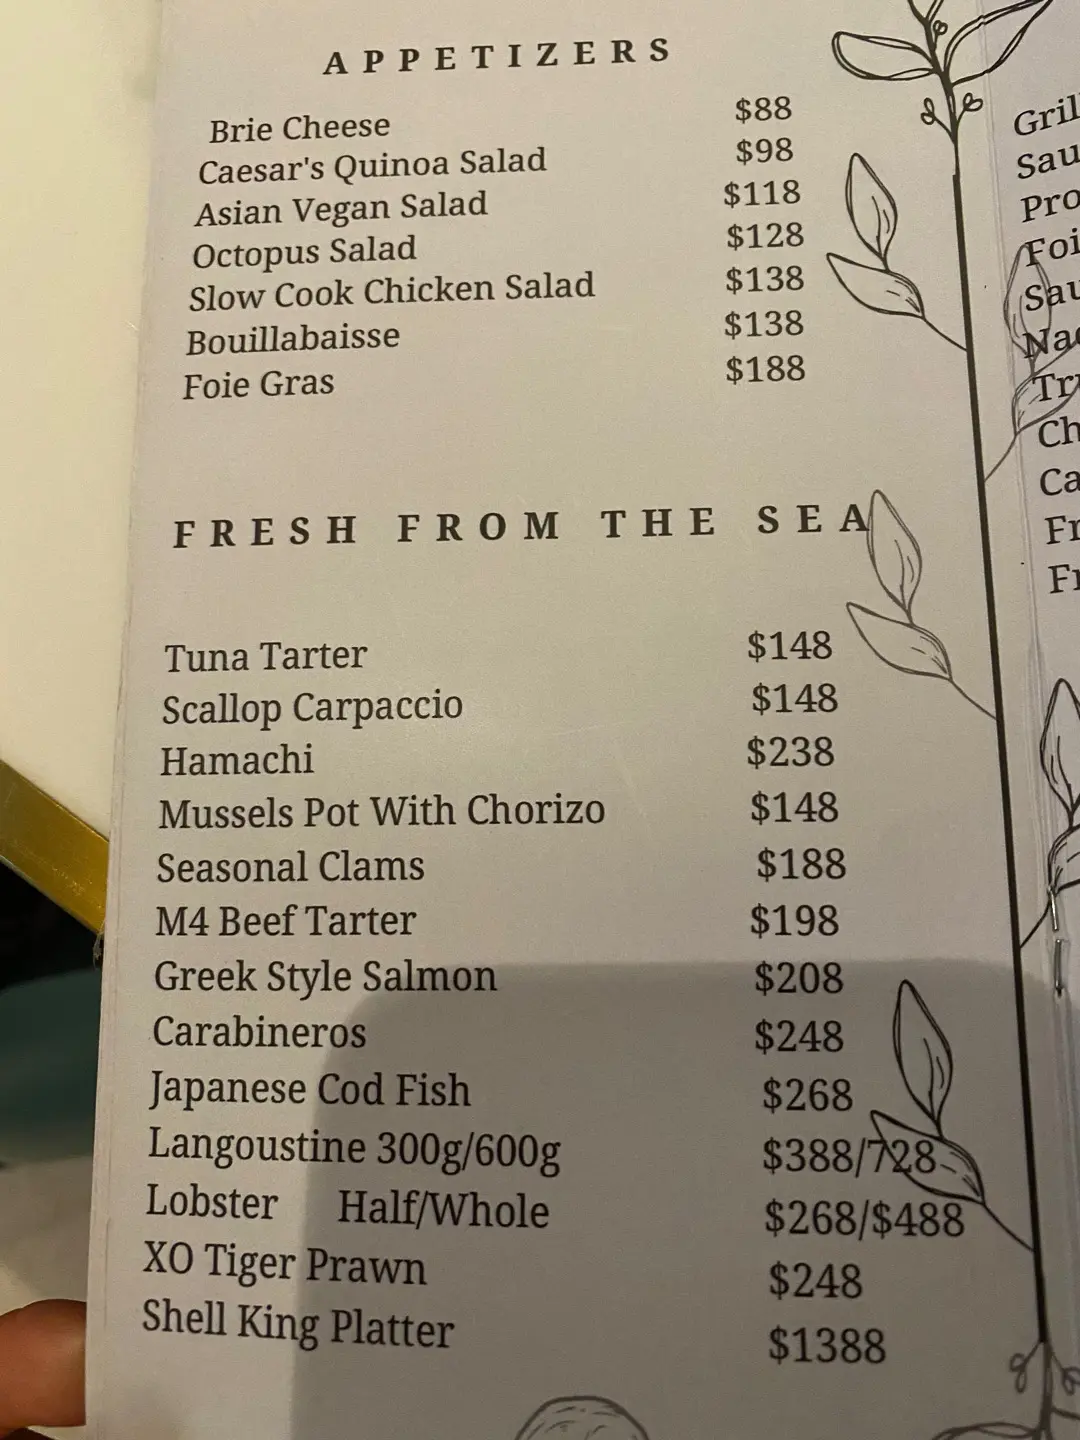 APPETIZERS
Brie Cheese $88
Caesar's Quinoa Salad $98
Asian Vegan Salad $118
Octopus Salad $128
Slow Cook Chicken Salad $138
Bouillabaisse $138
Foie Gras $188
FRESH FROM THE SEA
Tuna Tarter $148
Scallop Carpaccio $148
Hamachi $238
Mussels Pot With Chorizo $148
Seasonal Clams $188
M4 Beef Tarter $198
Greek Style Salmon $208
Carabineros $248
Japanese Cod Fish $268
Langoustine 300g/600g $388/728
Lobster Half/Whole $268/$488
XO Tiger Prawn $248
Shell King Platter $1388